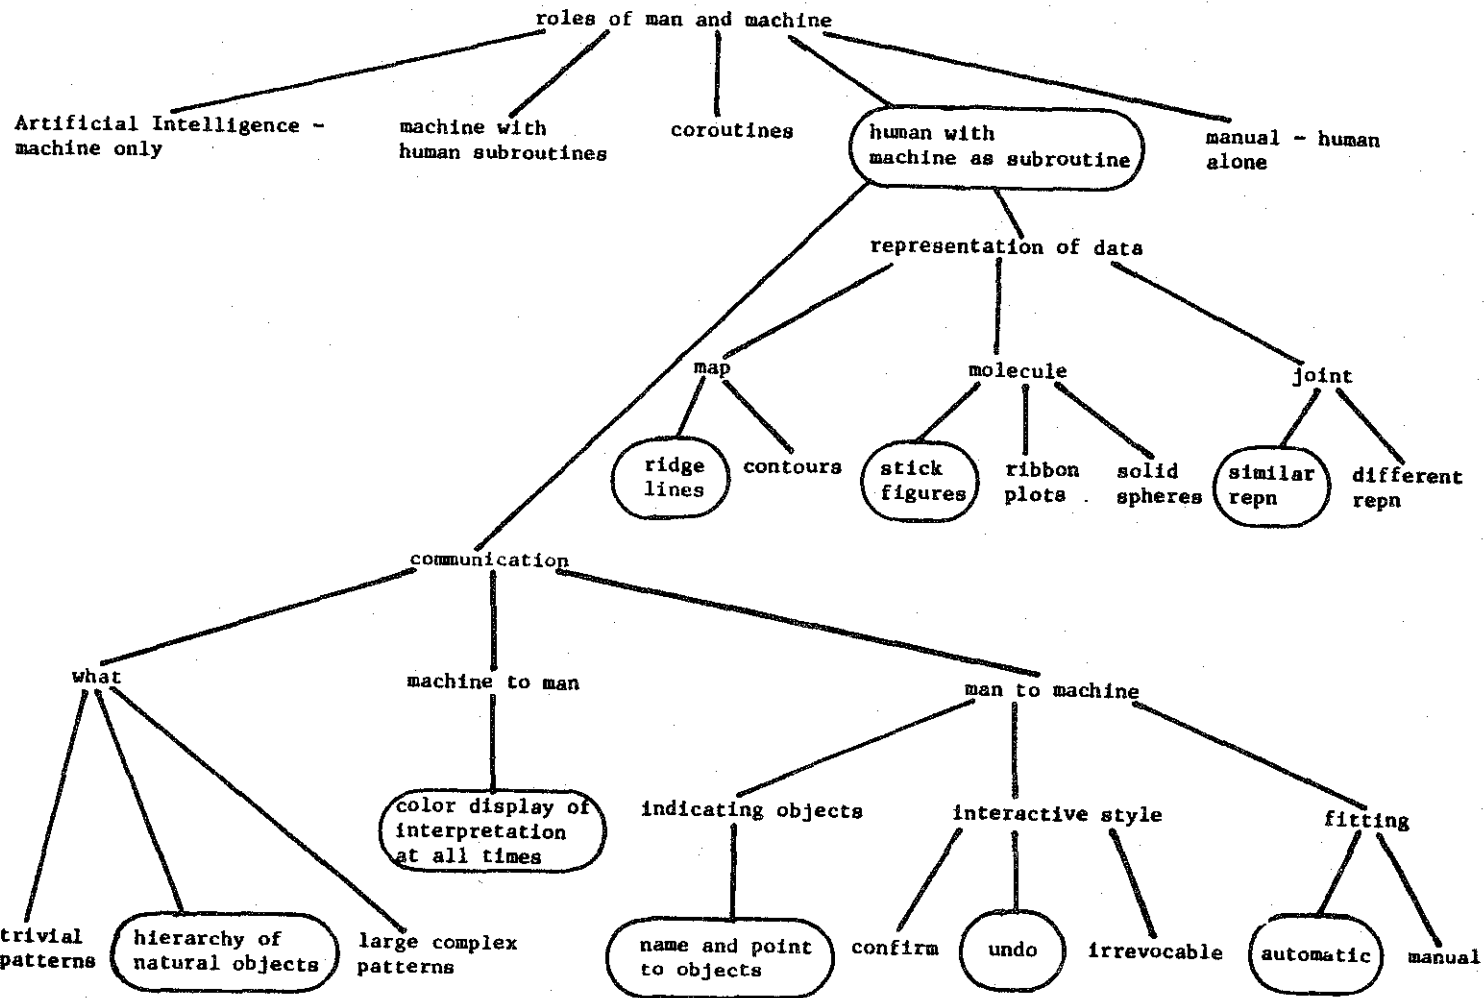 roles of man and machine
Artificial Intelligence -
machine only
machine with
human subroutines
coroutines
human with
machine as subroutine
manual - human
alone
representation of data
map
molecule
joint
ridge
lines
contours
stick
figures
ribbon
plots
solid
spheres
similar
repn
different
repn
communication
what
machine to man
man to machine
color display of
interpretation
at all times
indicating objects
interactive style
fitting
trivial
patterns
hierarchy of
natural objects
large complex
patterns
name and point
to objects
confirm
undo
irrevocable
automatic
manual